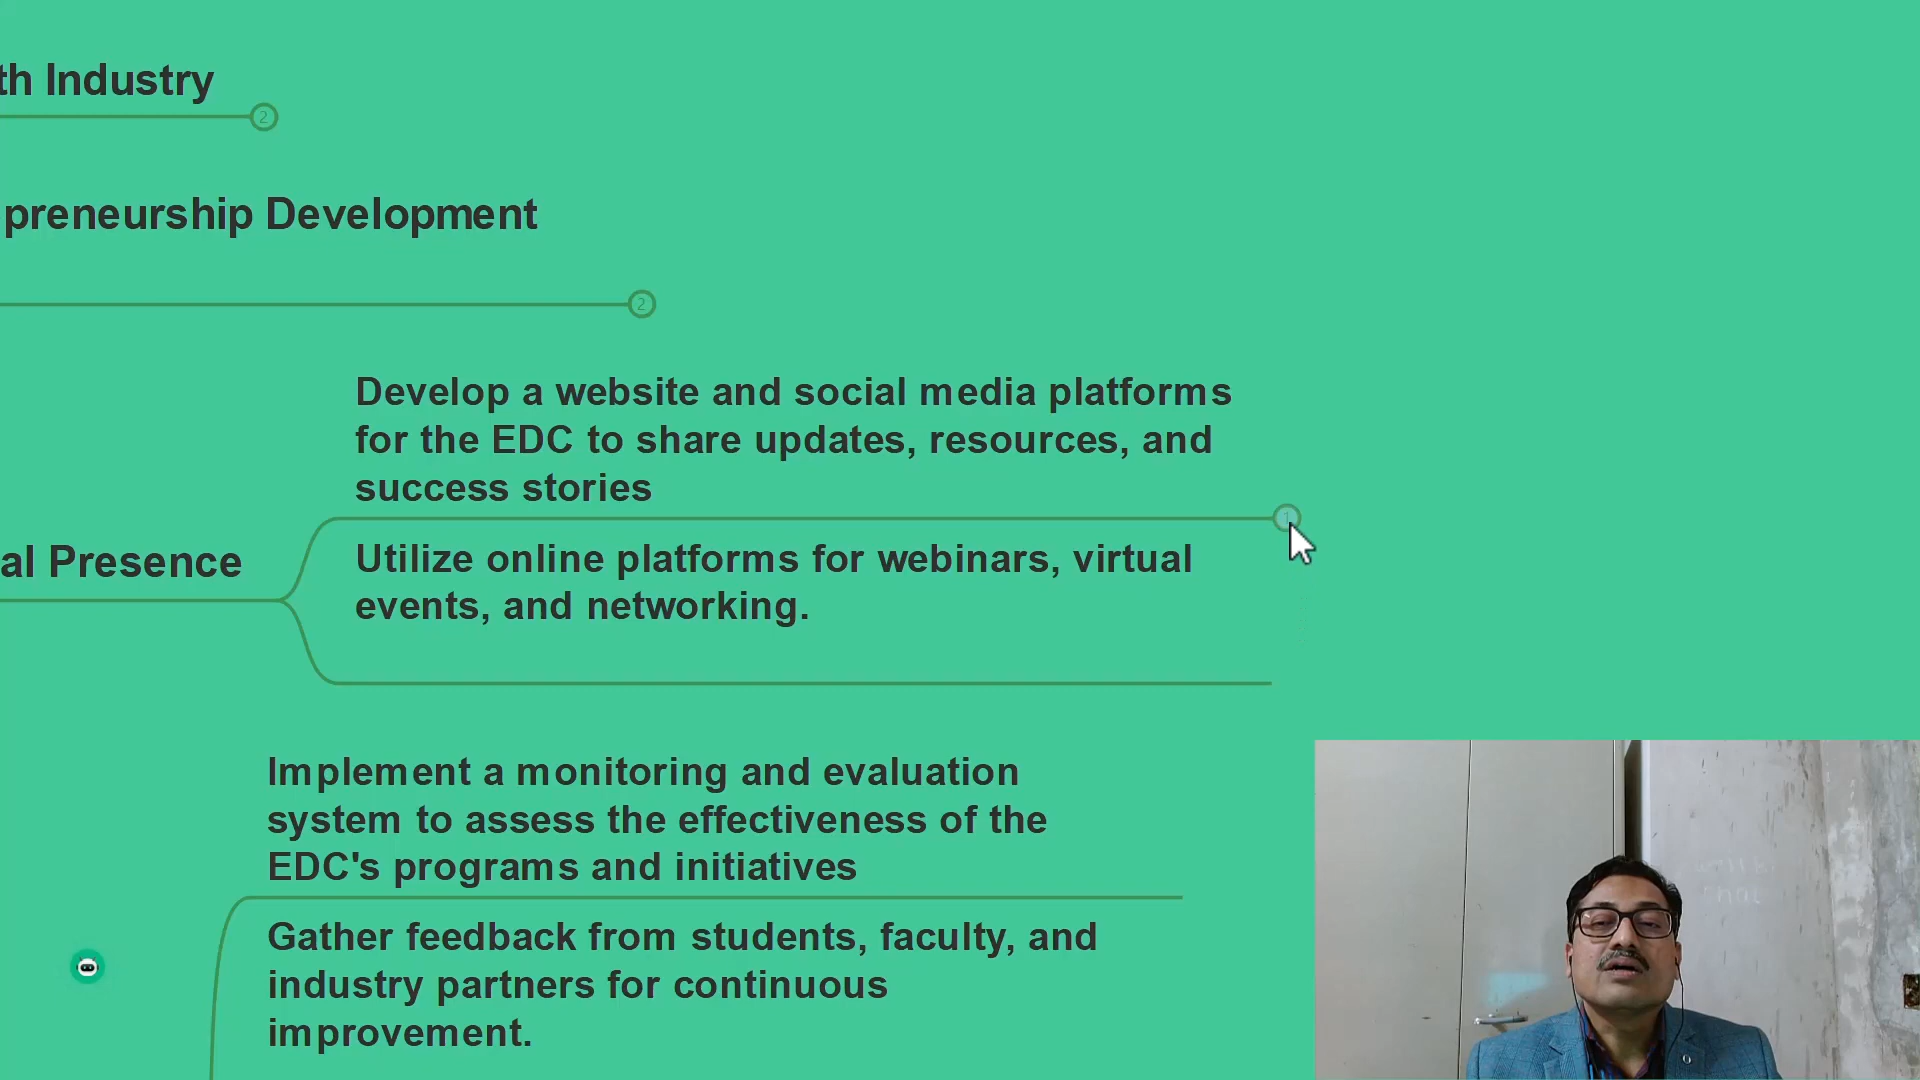 th Industry
2
preneurship Development
2
Develop a website and social media platforms
for the EDC to share updates, resources, and
success stories
1
al Presence
Utilize online platforms for webinars, virtual
events, and networking.
Implement a monitoring and evaluation
system to assess the effectiveness of the
EDC's programs and initiatives
Gather feedback from students, faculty, and
industry partners for continuous
improvement.